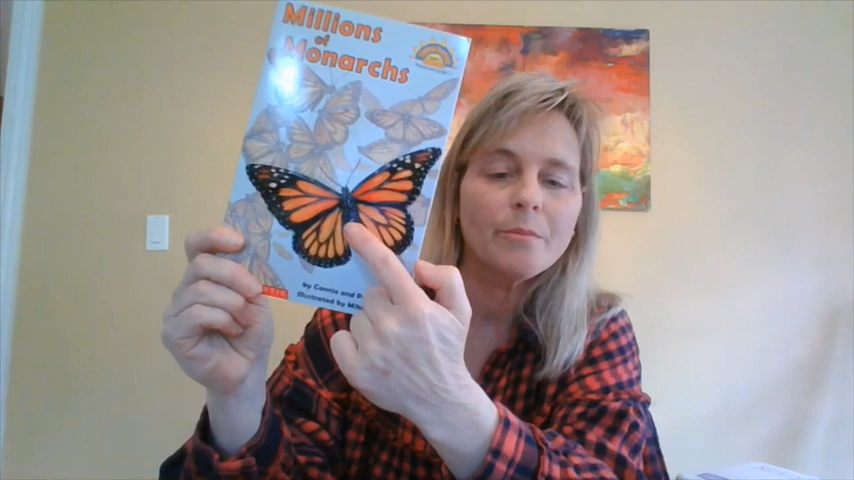 Millions
of
Monarchs
by Connie and
Illustrated by